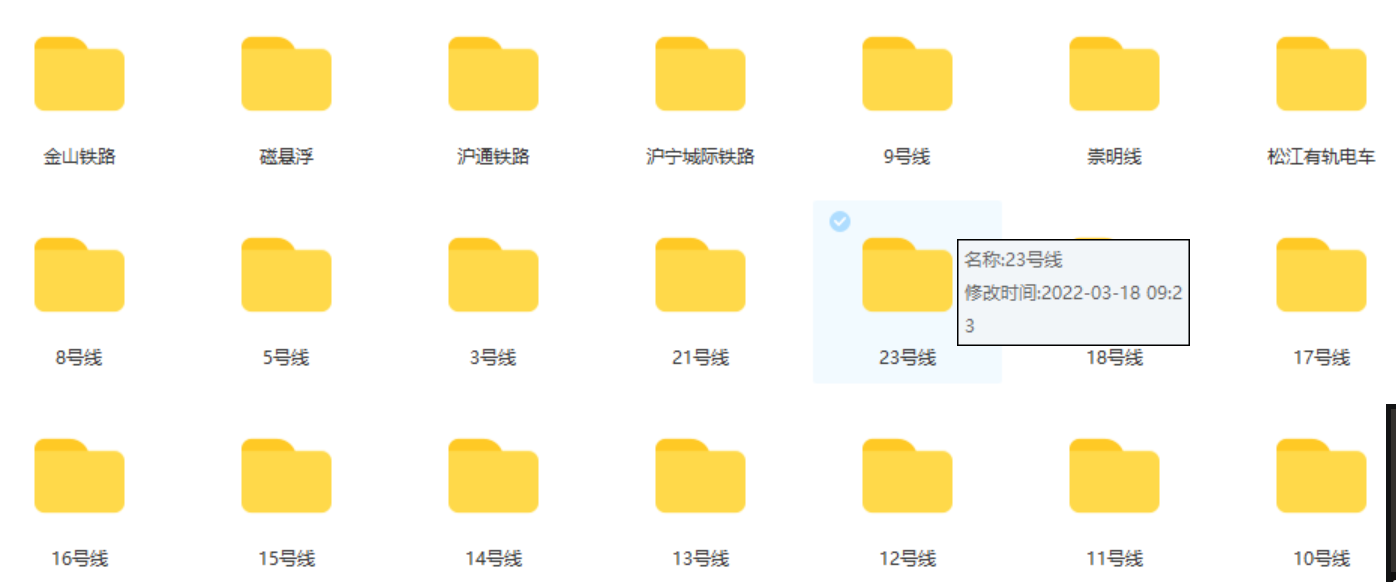 金山铁路
磁悬浮
沪通铁路
沪宁城际铁路
9号线
崇明线
松江有轨电车
8号线
5号线
3号线
21号线
23号线
名称:23号线
修改时间:2022-03-18 09:2
3
18号线
17号线
16号线
15号线
14号线
13号线
12号线
11号线
10号线